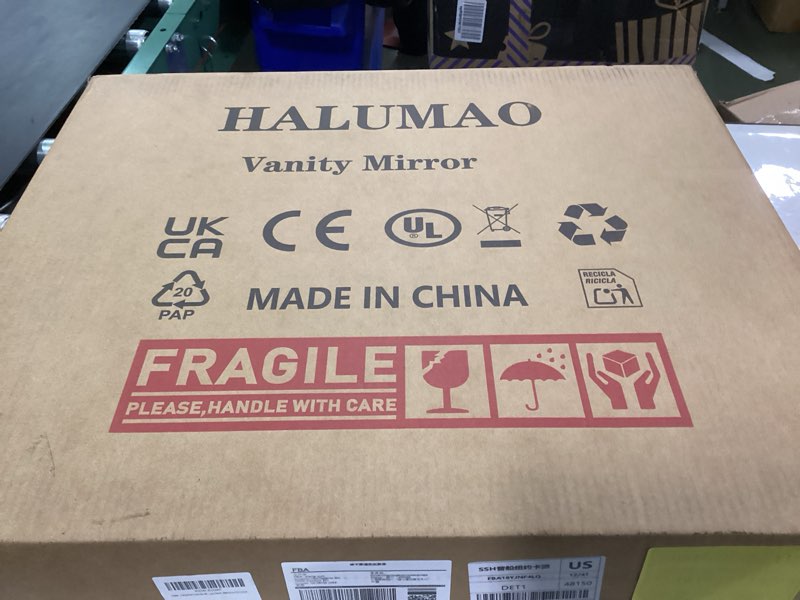 HALUMAO
Vanity Mirror
UK
CA
CE
UL
®
20
PAP
MADE IN CHINA
RECICLA
RICICLA
FRAGILE
PLEASE,HANDLE WITH CARE
FBA
US
DET1
48150